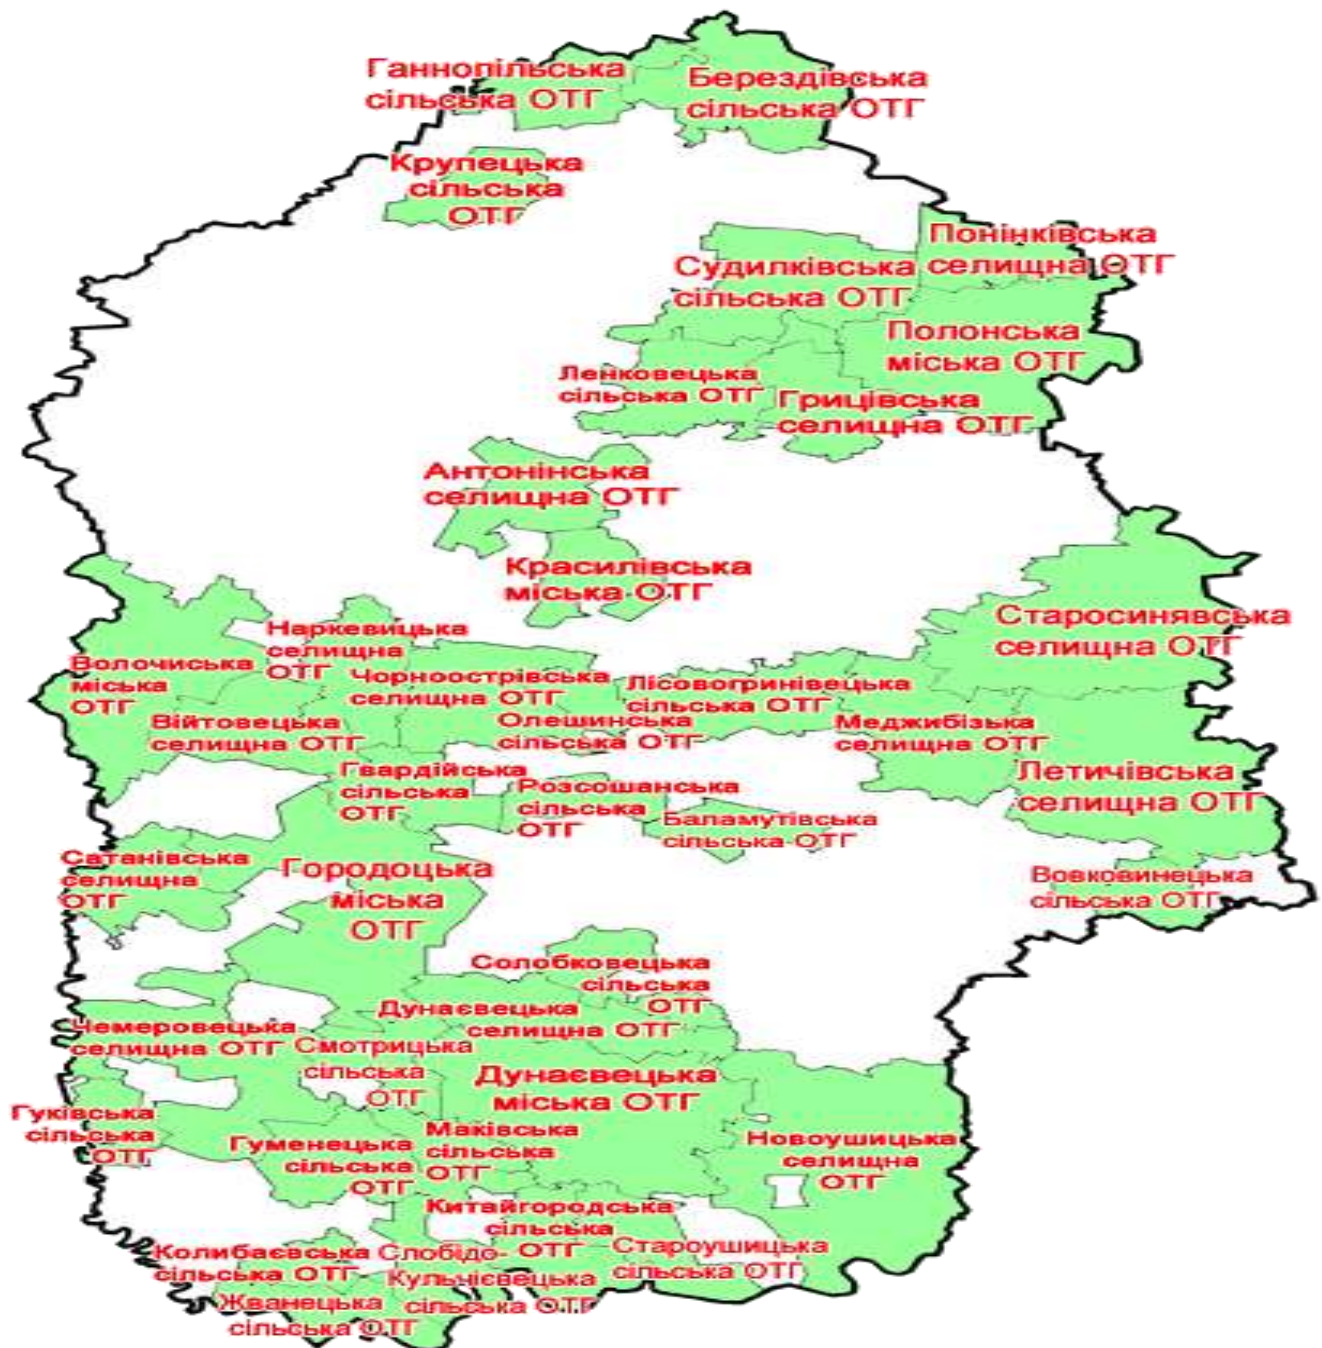 Ганнопільська
сільська ОТГ
Берездівська
сільська ОТГ
Крупецька
сільська
ОТГ
Понінківська
селищна ОТГ
Судилківська
сільська ОТГ
Полонська
міська ОТГ
Ленковецька
сільська ОТГ
Грицівська
селищна ОТГ
Антонінська
селищна ОТГ
Красилівська
міська ОТГ
Старосинявська
селищна ОТГ
Наркевицька
селищна
ОТГ
Волочиська
міська
ОТГ
Чорноострівська
селищна ОТГ
Лісовогринівецька
сільська ОТГ
Війтовецька
селищна ОТГ
Олешинська
сільська ОТГ
Меджибізька
селищна ОТГ
Гвардійська
сільська
ОТГ
Розсошанська
сільська
ОТГ
Летичівська
селищна ОТГ
Баламутівська
сільська ОТГ
Сатанівська
селищна
ОТГ
Городоцька
міська
ОТГ
Вовковинецька
сільська ОТГ
Солобковецька
сільська
ОТГ
Дунаєвецька
селищна ОТГ
Чемеровецька
селищна ОТГ
Смотрицька
сільська
ОТГ
Дунаєвецька
міська ОТГ
Гуківська
сільська
ОТГ
Гуменецька
сільська
ОТГ
Маківська
сільська
ОТГ
Новоушицька
селищна
ОТГ
Китайгородська
сільська
ОТГ
Староушицька
сільська ОТГ
Колибаєвська
сільська ОТГ
Слобідо-
Кульчієвецька
сільська ОТГ
Жванецька
сільська ОТГ